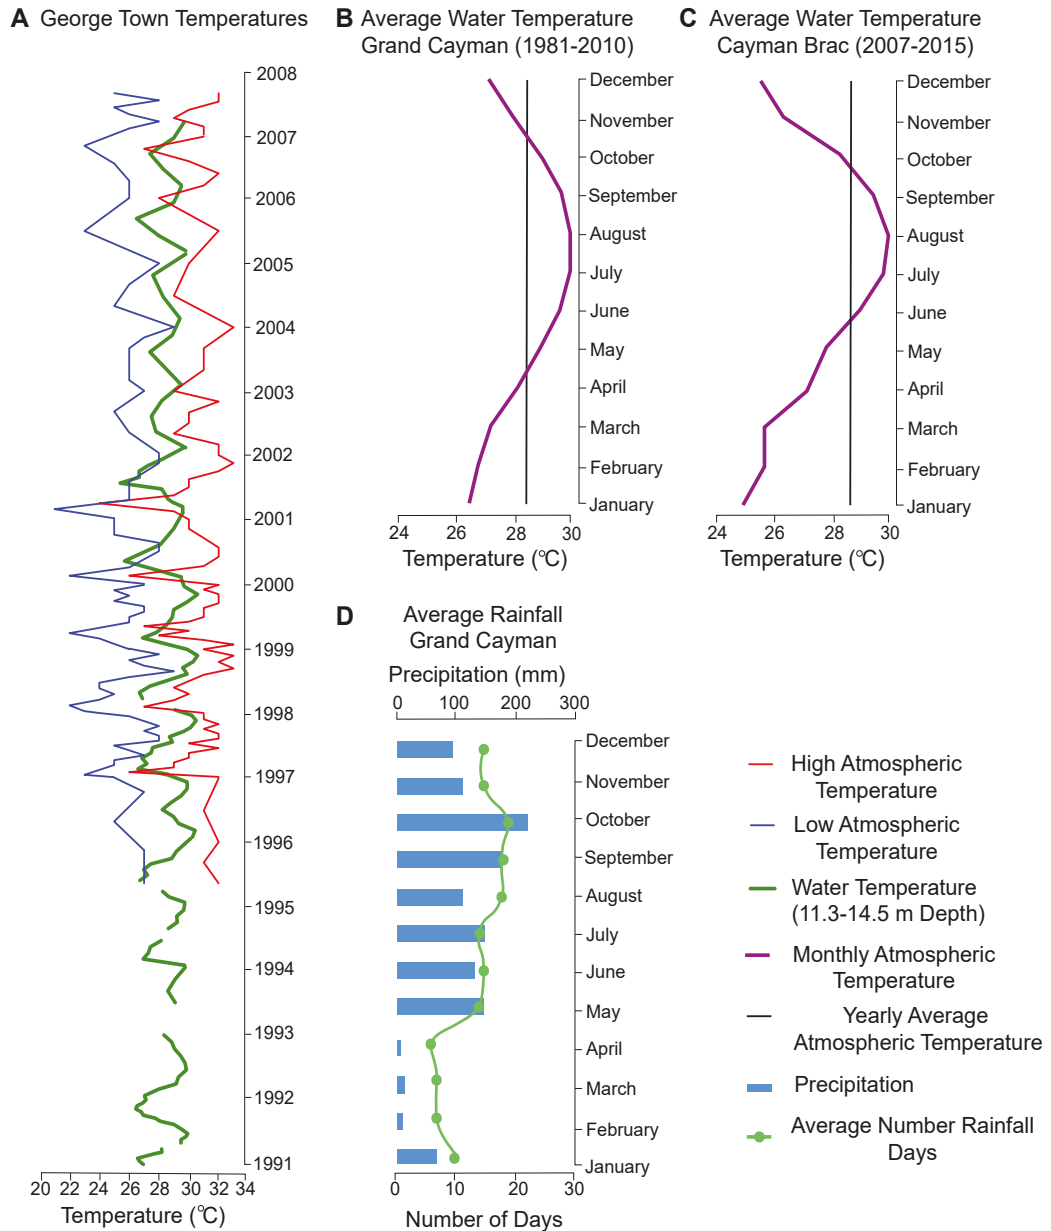 A George Town Temperatures
2008
2007
2006
2005
2004
2003
2002
2001
2000
1999
1998
1997
1996
1995
1994
1993
1992
1991
20 22 24 26 28 30 32 34
Temperature (℃)
B Average Water Temperature
Grand Cayman (1981-2010)
December
November
October
September
August
July
June
May
April
March
February
January
24 26 28 30
Temperature (℃)
C Average Water Temperature
Cayman Brac (2007-2015)
December
November
October
September
August
July
June
May
April
March
February
January
24 26 28 30
Temperature (℃)
D Average Rainfall
Grand Cayman
Precipitation (mm)
0 100 200 300
December
November
October
September
August
July
June
May
April
March
February
January
0 10 20 30
Number of Days
High Atmospheric
Temperature
Low Atmospheric
Temperature
Water Temperature
(11.3-14.5 m Depth)
Monthly Atmospheric
Temperature
Yearly Average
Atmospheric Temperature
Precipitation
Average Number Rainfall
Days